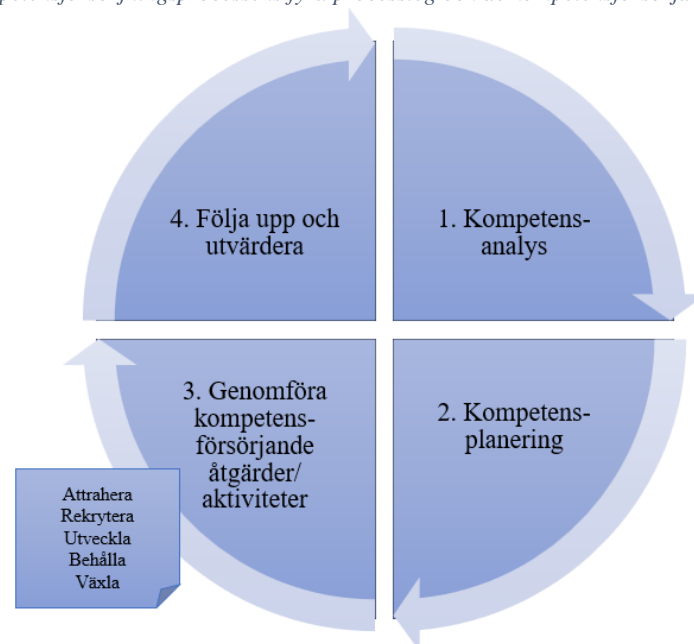 4. Följa upp och
utvärdera
1. Kompetens-
analys
3. Genomföra
kompetens-
försörjande
åtgärder/
aktiviteter
2. Kompetens-
planering
Attrahera
Rekrytera
Utveckla
Behålla
Växla